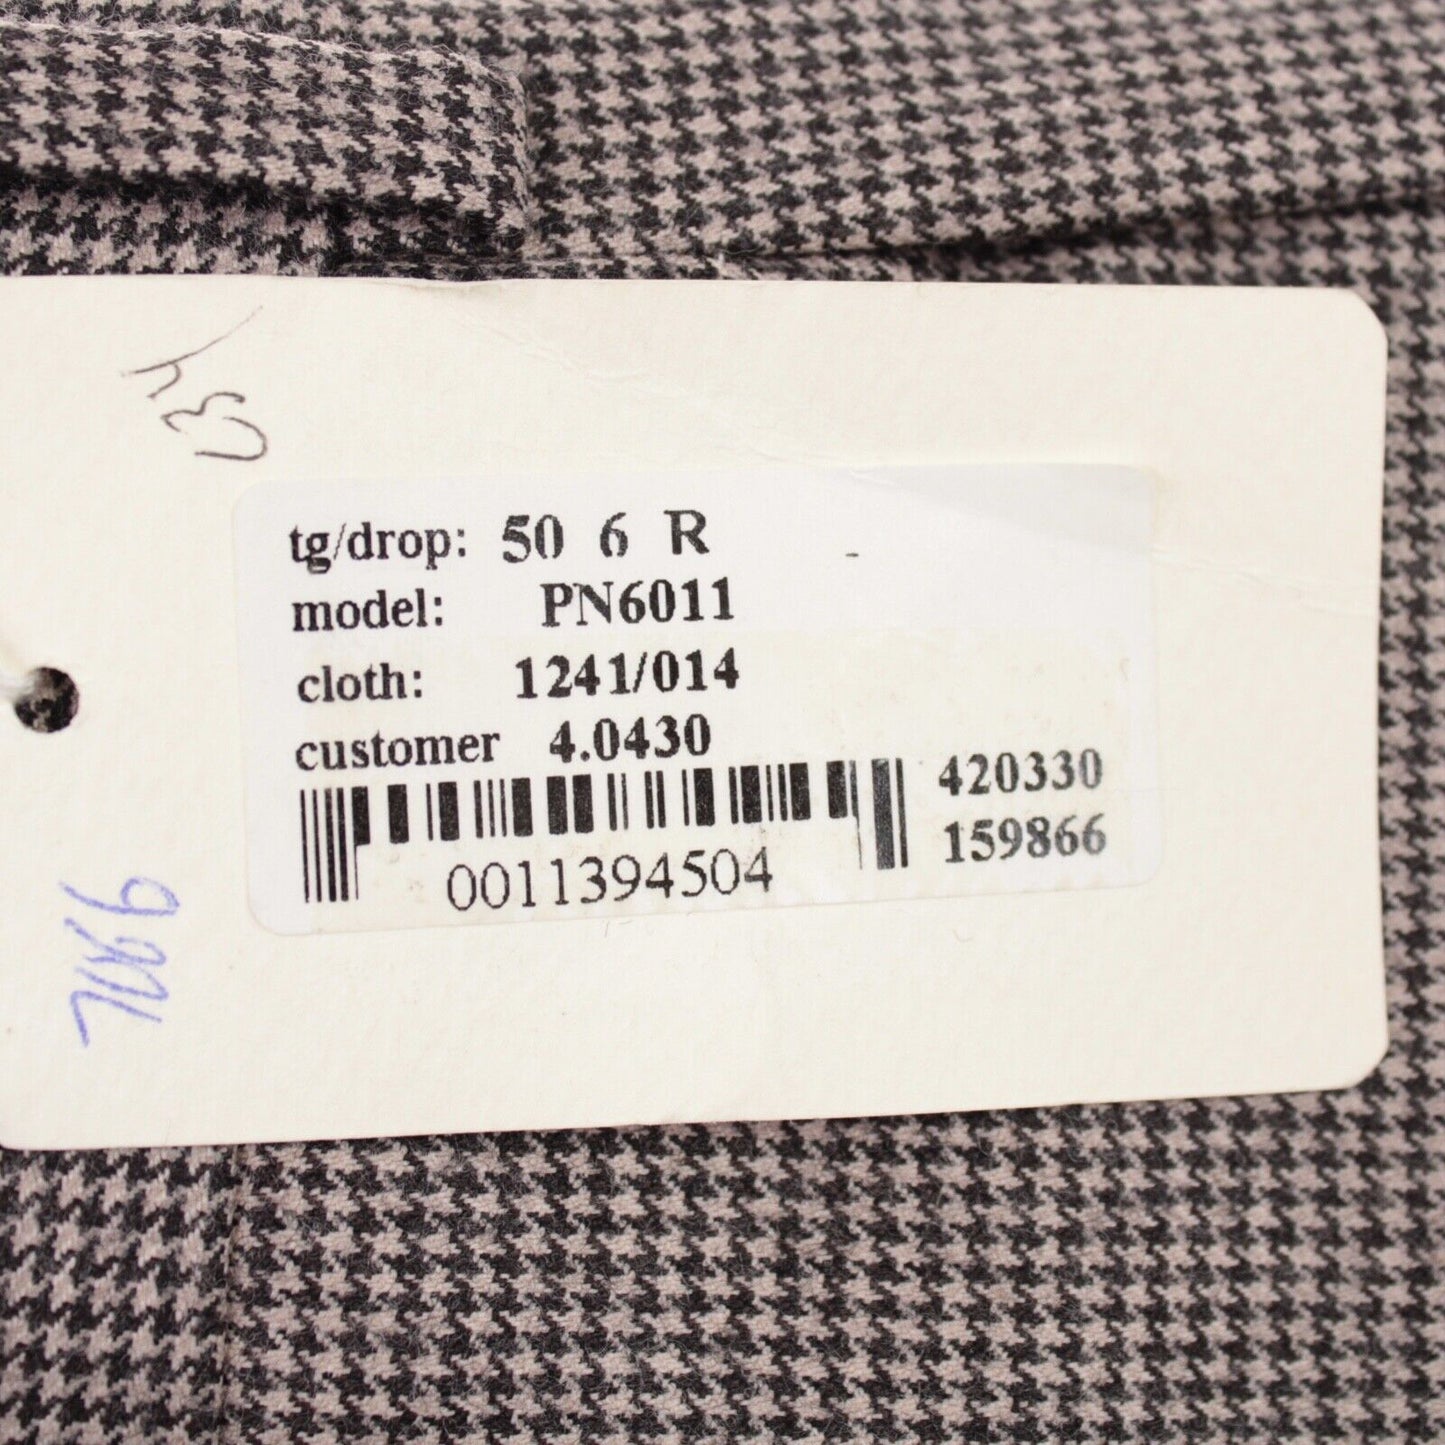 tg/drop: 50 6 R
model: PN6011
cloth: 1241/014
customer 4.0430
420330
159866
0011394504